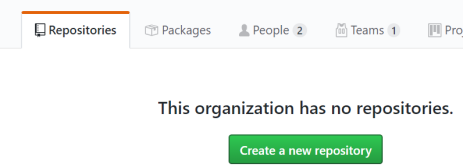 Repositories Packages People 2 Teams 1
This organization has no repositories.
Create a new repository